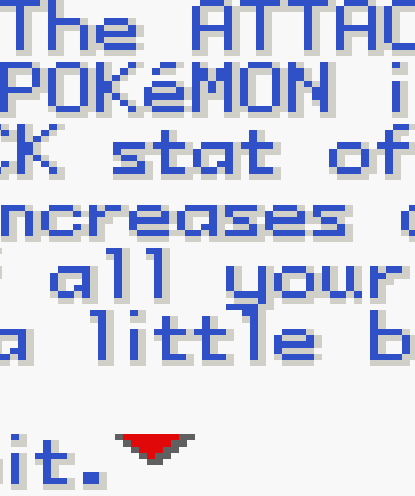 The ATTAC
POKéMON i
K stat of
ncreases
all your
a little b
it.